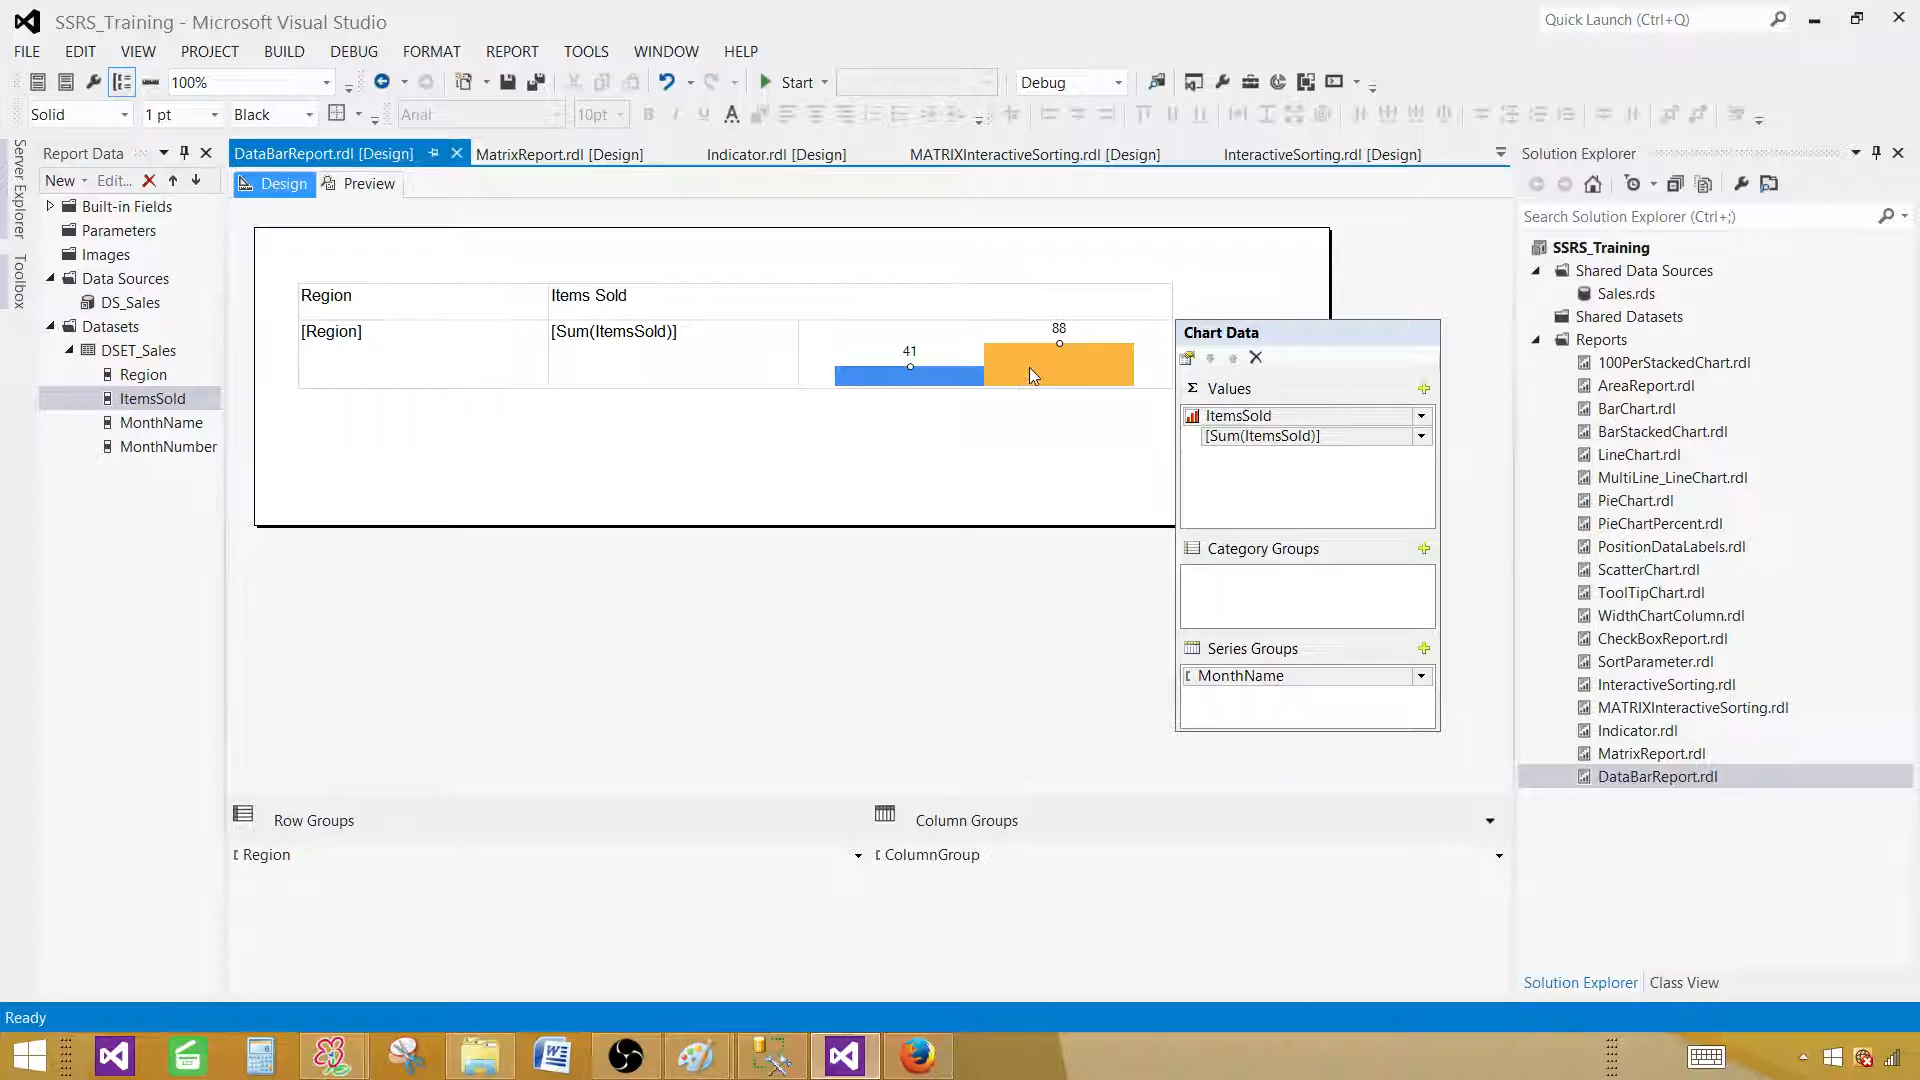 SSRS_Training - Microsoft Visual Studio
Quick Launch (Ctrl+Q)
FILE EDIT VIEW PROJECT BUILD DEBUG FORMAT REPORT TOOLS WINDOW HELP
100% Start Debug
Solid 1 pt Black Arial 10pt
Server Explorer
Toolbox
Report Data
New Edit...
Built-in Fields
Parameters
Images
Data Sources
DS_Sales
Datasets
DSET_Sales
Region
ItemsSold
MonthName
MonthNumber
DataBarReport.rdl [Design] MatrixReport.rdl [Design] Indicator.rdl [Design] MATRIXInteractiveSorting.rdl [Design] InteractiveSorting.rdl [Design]
Design Preview
Region Items Sold
[Region] [Sum(ItemsSold)]
41
88
Chart Data
Σ Values
ItemsSold
[Sum(ItemsSold)]
Category Groups
Series Groups
MonthName
Row Groups Column Groups
Region ColumnGroup
Solution Explorer
Search Solution Explorer (Ctrl+;)
SSRS_Training
Shared Data Sources
Sales.rds
Shared Datasets
Reports
100PerStackedChart.rdl
AreaReport.rdl
BarChart.rdl
BarStackedChart.rdl
LineChart.rdl
MultiLine_LineChart.rdl
PieChart.rdl
PieChartPercent.rdl
PositionDataLabels.rdl
ScatterChart.rdl
ToolTipChart.rdl
WidthChartColumn.rdl
CheckBoxReport.rdl
SortParameter.rdl
InteractiveSorting.rdl
MATRIXInteractiveSorting.rdl
Indicator.rdl
MatrixReport.rdl
DataBarReport.rdl
Solution Explorer Class View
Ready